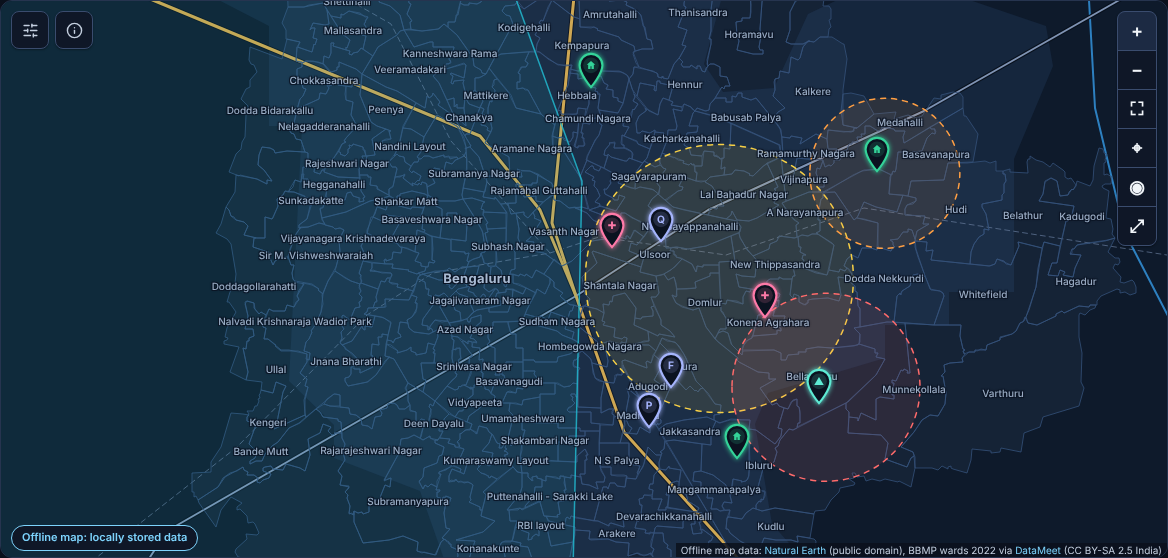 Shettihalli
Amrutahalli
Thanisandra
Mallasandra
Kodigehalli
Horamavu
Kempapura
Kanneshwara Rama
Veeramadakari
Chokkasandra
Hennur
Kalkere
Hebbala
Mattikere
Dodda Bidarakallu
Peenya
Chanakya
Chamundi Nagara
Babusab Palya
Medahalli
Nelagadderanahalli
Kacharkanahalli
Nandini Layout
Aramane Nagara
Ramamurthy Nagara
Basavanapura
Rajeshwari Nagar
Subramanya Nagar
Sagayarapuram
Vijinapura
Hegganahalli
Rajamahal Guttahalli
Lal Bahadur Nagar
Sunkadakatte
Shankar Matt
A Narayanapura
Hudi
Belathur
Kadugodi
Basaveshwara Nagar
Q
Vasanth Nagar
Vijayanagara Krishnadevaraya
Subhash Nagar
Sir M. Vishweshwaraiah
Ulsoor
New Thippasandra
Bengaluru
Dodda Nekkundi
Hagadur
Doddagollarahatti
Shantala Nagar
Whitefield
Jagajivanaram Nagar
Domlur
Nalvadi Krishnaraja Wadior Park
Sudham Nagara
Konena Agrahara
Azad Nagar
Hombegowda Nagara
Jnana Bharathi
Ullal
Srinivasa Nagar
F
Basavanagudi
Adugodi
Munnekollala
Varthuru
Vidyapeeta
P
Kengeri
Deen Dayalu
Umamaheshwara
Jakkasandra
Shakambari Nagar
Bande Mutt
Rajarajeshwari Nagar
Kumaraswamy Layout
N S Palya
Ibluru
Mangammanapalya
Subramanyapura
Puttenahalli - Sarakki Lake
Devarachikkanahalli
RBI layout
Kudlu
Arakere
Offline map: locally stored data
Konanakunte
Offline map data: Natural Earth (public domain), BBMP wards 2022 via DataMeet (CC BY-SA 2.5 India)